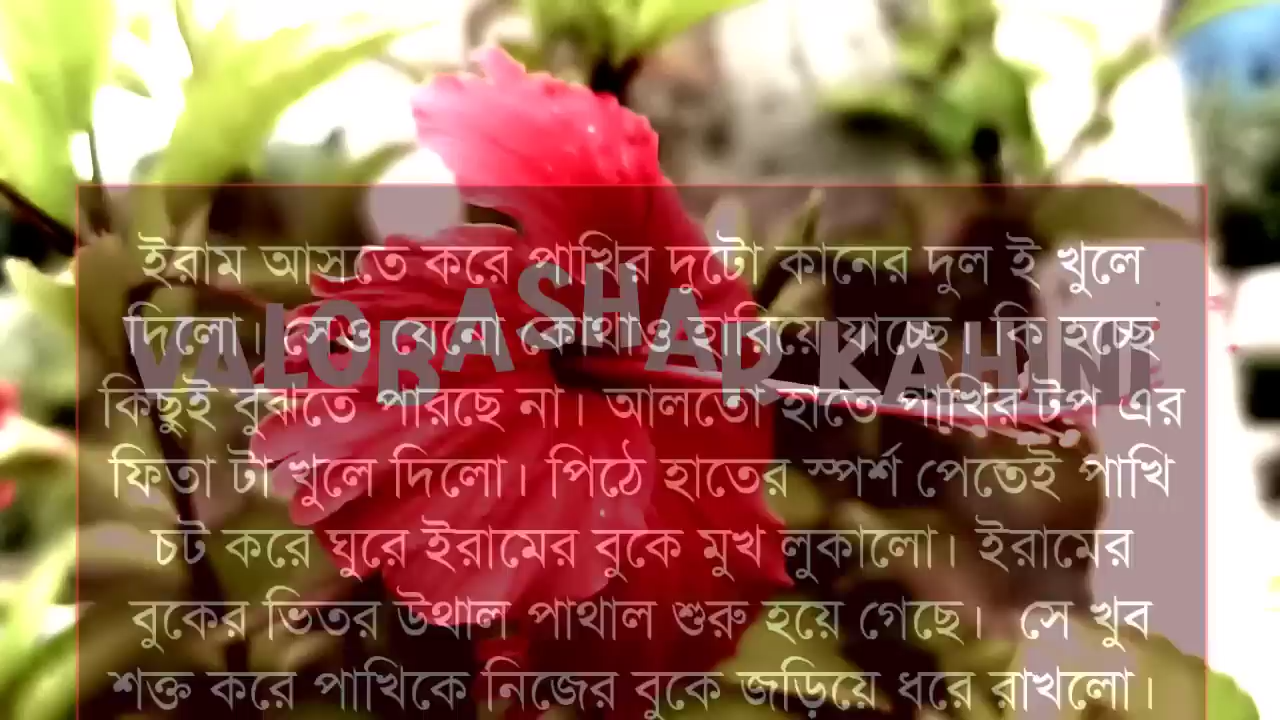 ইরাম আসতে করে পাখির দুটো কানের দুল ই খুলে
দিলো। সেও যেনো কোথাও হারিয়ে যাচ্ছে। কি হচ্ছে
VALOBASHAR KAHINI
কিছুই বুঝতে পারছে না। আলতো হাতে পাখির টপ এর
ফিতা টা খুলে দিলো। পিঠে হাতের স্পর্শ পেতেই পাখি
চট করে ঘুরে ইরামের বুকে মুখ লুকালো। ইরামের
বুকের ভিতর উথাল পাথাল শুরু হয়ে গেছে। সে খুব
শক্ত করে পাখিকে নিজের বুকে জড়িয়ে ধরে রাখলো।